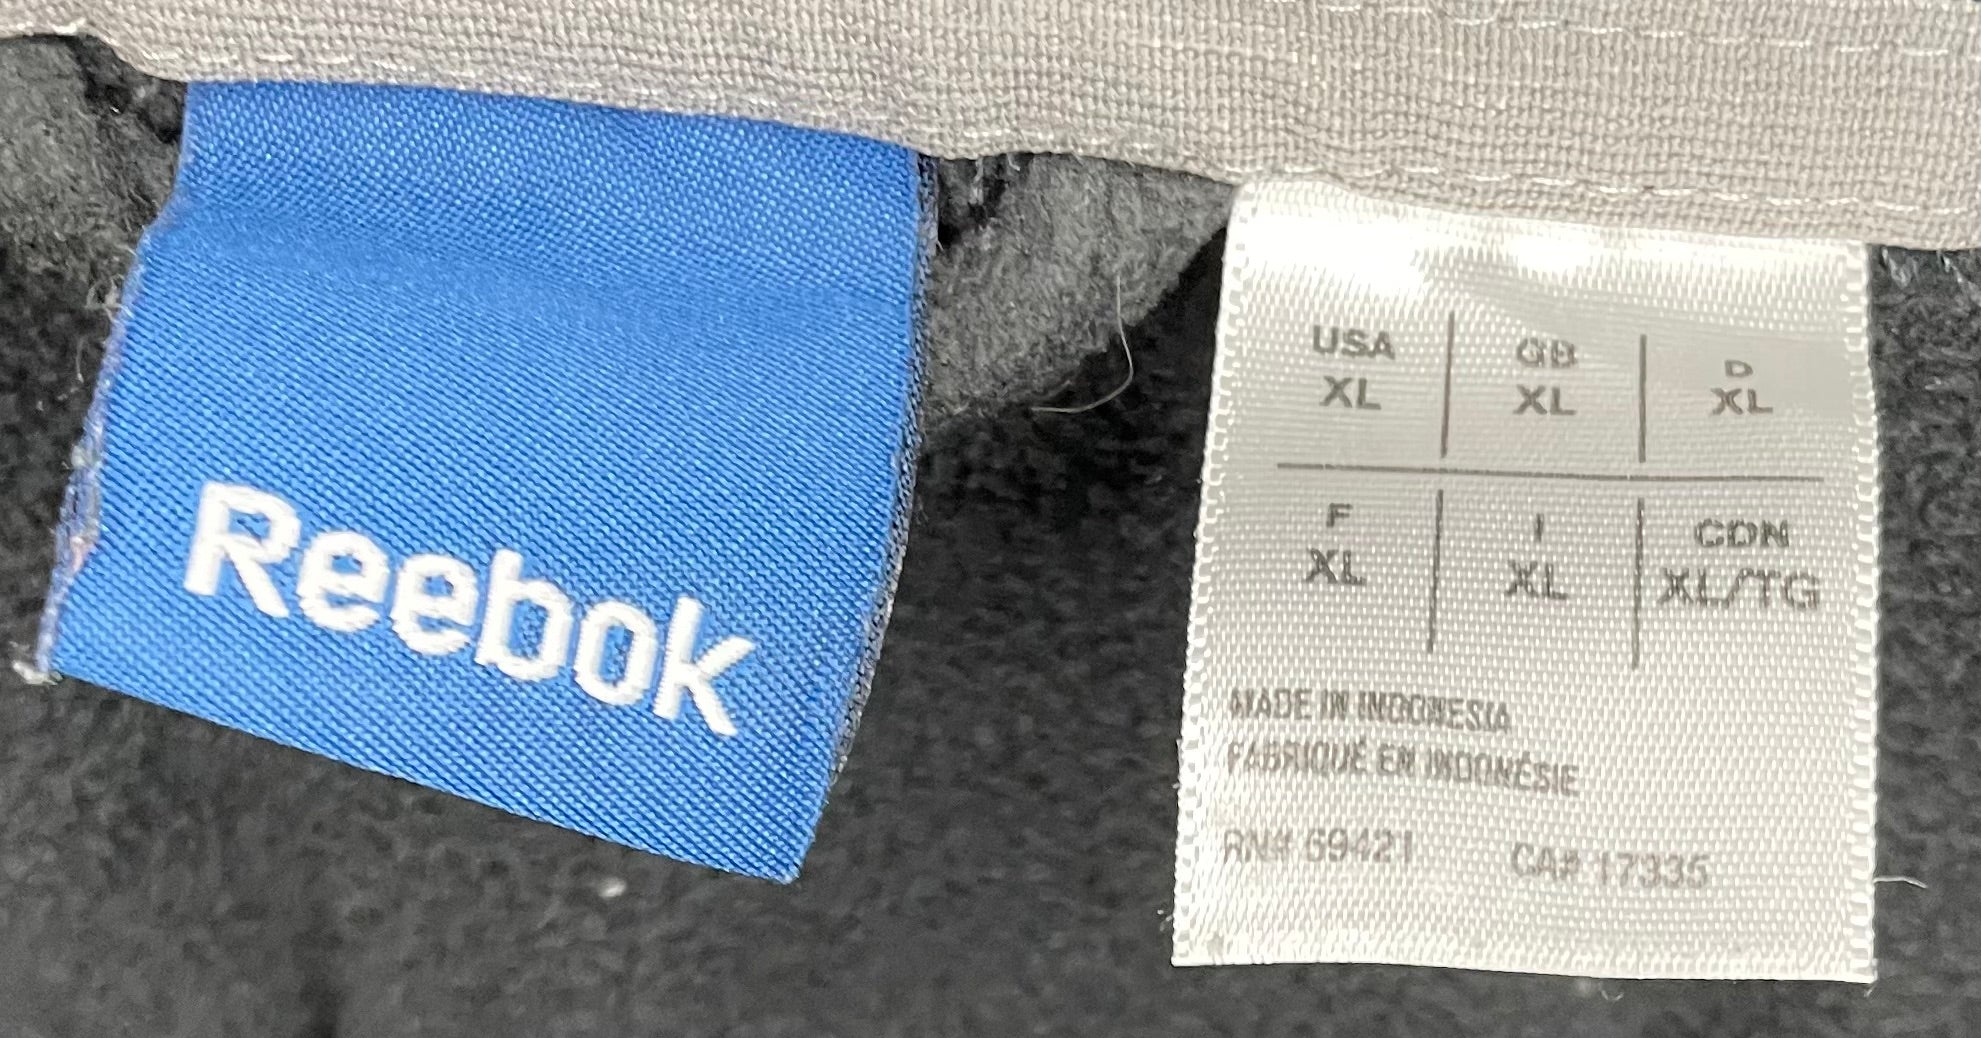 Reebok
USA GB D
XL XL XL
F I CDN
XL XL XL/TG
MADE IN INDONESIA
FABRIQUÉ EN INDONÉSIE
RN# 69421 CA# 17335